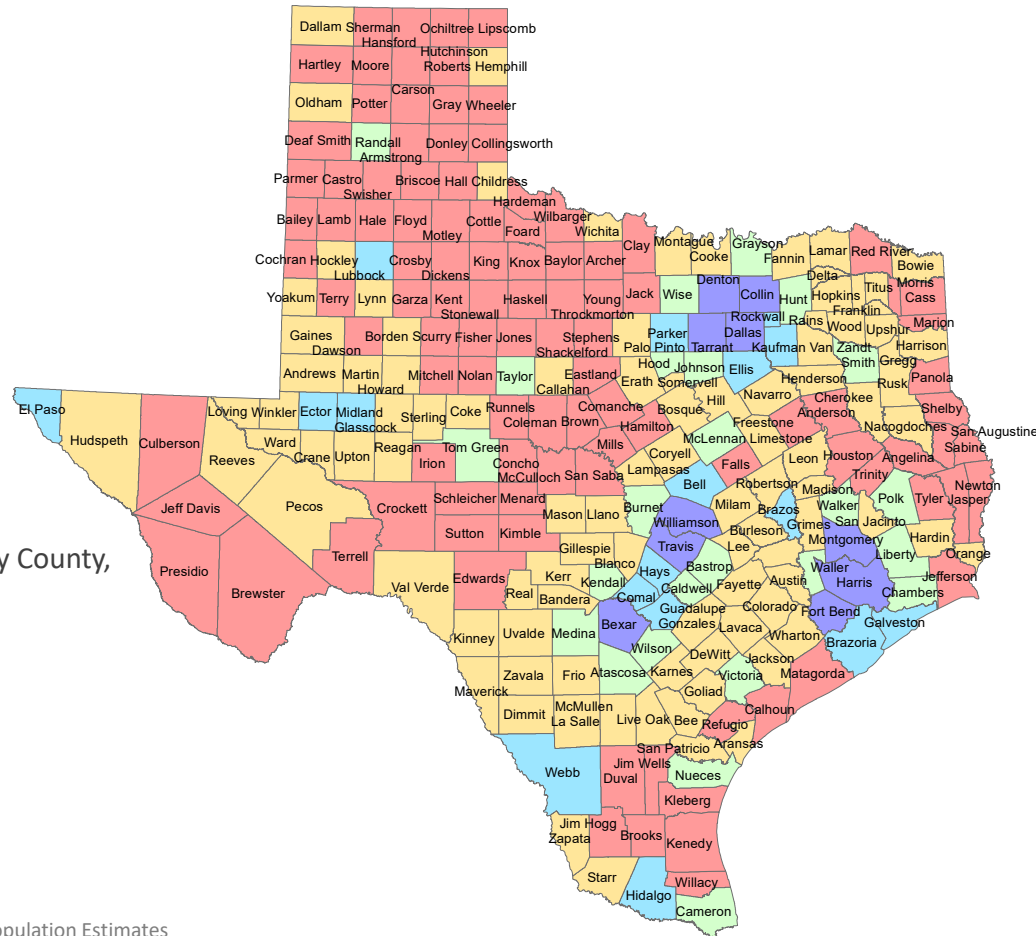 Dallam Sherman Ochiltree Lipscomb
Hansford
Hutchinson
Hartley Moore Roberts Hemphill
Carson
Oldham Potter Gray Wheeler
Deaf Smith Randall Donley Collingsworth
Armstrong
Parmer Castro Briscoe Hall Childress
Swisher
Hardeman
Bailey Lamb Hale Floyd Cottle Wilbarger
Motley Foard Wichita
Clay Montague Grayson Lamar Red River
Cooke Fannin Bowie
Cochran Hockley Crosby King Knox Baylor Archer
Lubbock Dickens
Denton Delta Morris
Yoakum Terry Lynn Garza Kent Haskell Young Jack Wise Collin Hunt Hopkins Titus Cass
Stonewall Throckmorton
Franklin
Rockwall Rains Wood Upshur Marion
Gaines Borden Scurry Fisher Jones Stephens Palo Parker Dallas
Dawson Shackelford Pinto Tarrant Kaufman Van Zandt Harrison
Andrews Martin Mitchell Nolan Taylor Eastland Hood Johnson Ellis Smith Gregg
Howard Callahan Erath Somervell Henderson Rusk Panola
El Paso Loving Winkler Ector Midland Sterling Coke Runnels Comanche Bosque Hill Navarro Cherokee Shelby
Glasscock Coleman Brown Hamilton Freestone Anderson Nacogdoches San Augustine
Hudspeth Culberson Ward Reagan Tom Green Mills McLennan Limestone Sabine
Reeves Crane Upton Irion Concho Coryell Falls Leon Houston Angelina
McCulloch San Saba Lampasas Robertson Trinity
Jeff Davis Pecos Crockett Schleicher Menard Bell Madison Polk Tyler Newton
Mason Llano Burnet Milam Brazos Walker Jasper
Williamson Grimes San Jacinto
Sutton Kimble Burleson Montgomery Hardin
Gillespie Travis Lee Liberty Orange
y County,
Presidio Brewster Terrell Val Verde Edwards Kerr Blanco Hays Bastrop Waller Harris Jefferson
Real Bandera Kendall Comal Caldwell Fayette Austin Chambers
Guadalupe Colorado Fort Bend
Kinney Uvalde Medina Bexar Gonzales Lavaca Wharton Brazoria Galveston
Wilson
DeWitt Jackson
Maverick Zavala Frio Atascosa Karnes Victoria Matagorda
Goliad
Dimmit McMullen Live Oak Bee Calhoun
La Salle Refugio
San Patricio Aransas
Webb Jim Wells
Duval Nueces
Kleberg
Jim Hogg
Zapata Brooks Kenedy
Starr Willacy
Hidalgo
Cameron
opulation Estimates